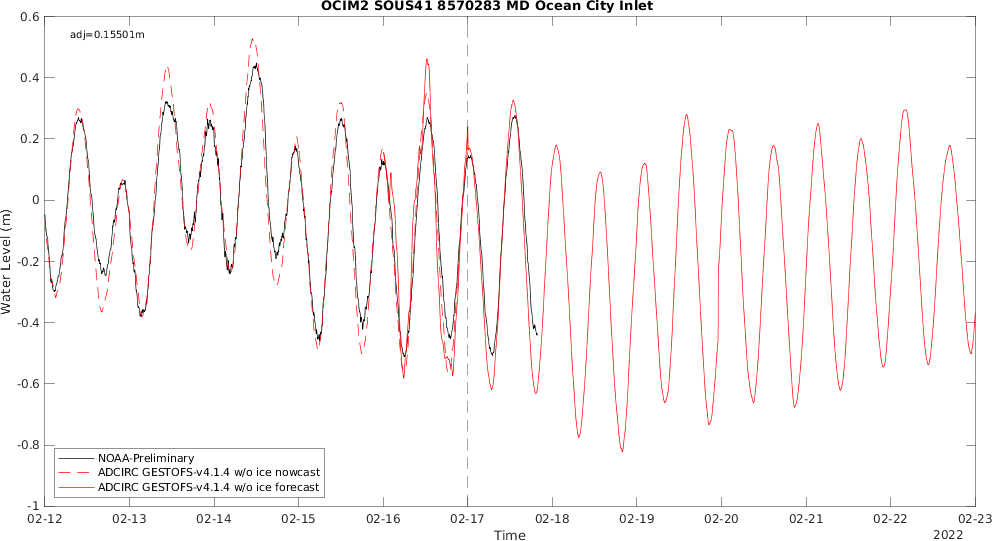 OCIM2 SOUS41 8570283 MD Ocean City Inlet
adj=0.15501m
0.6
0.4
0.2
0
-0.2
-0.4
-0.6
-0.8
-1
Water Level (m)
NOAA-Preliminary
ADCIRC GESTOFS-v4.1.4 w/o ice nowcast
ADCIRC GESTOFS-v4.1.4 w/o ice forecast
02-12 02-13 02-14 02-15 02-16 02-17 02-18 02-19 02-20 02-21 02-22 02-23
Time
2022